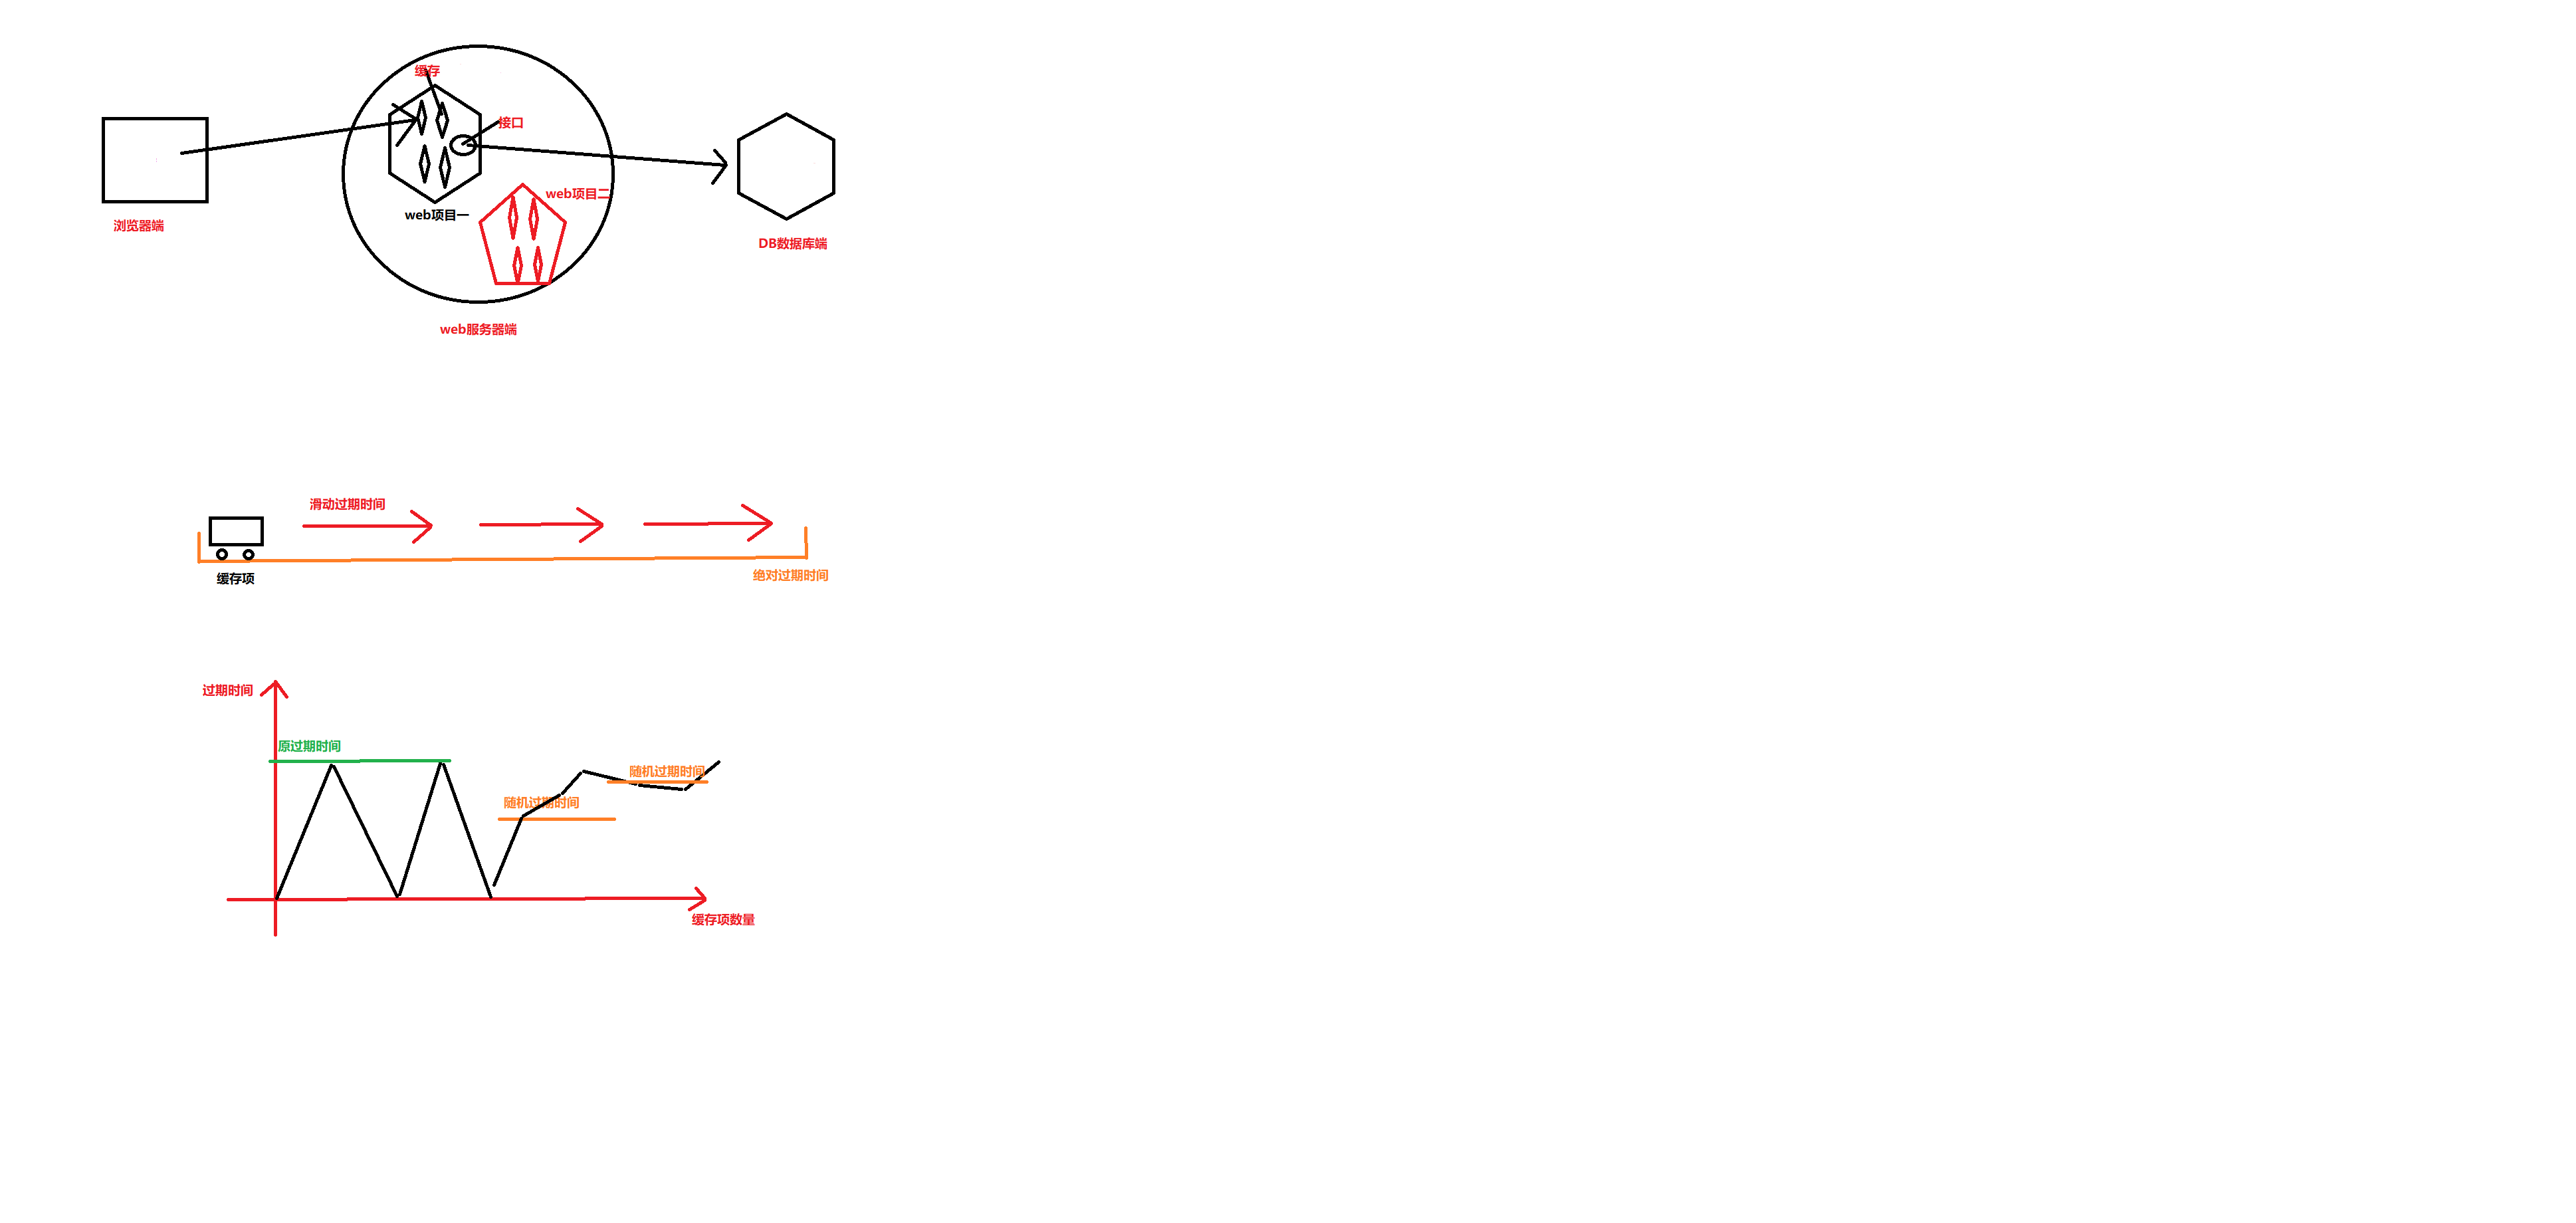 缓存
接口
web项目一
web项目二
浏览器端
DB数据库端
web服务器端
滑动过期时间
缓存项
绝对过期时间
过期时间
原过期时间
随机过期时间
随机过期时间
缓存项数量